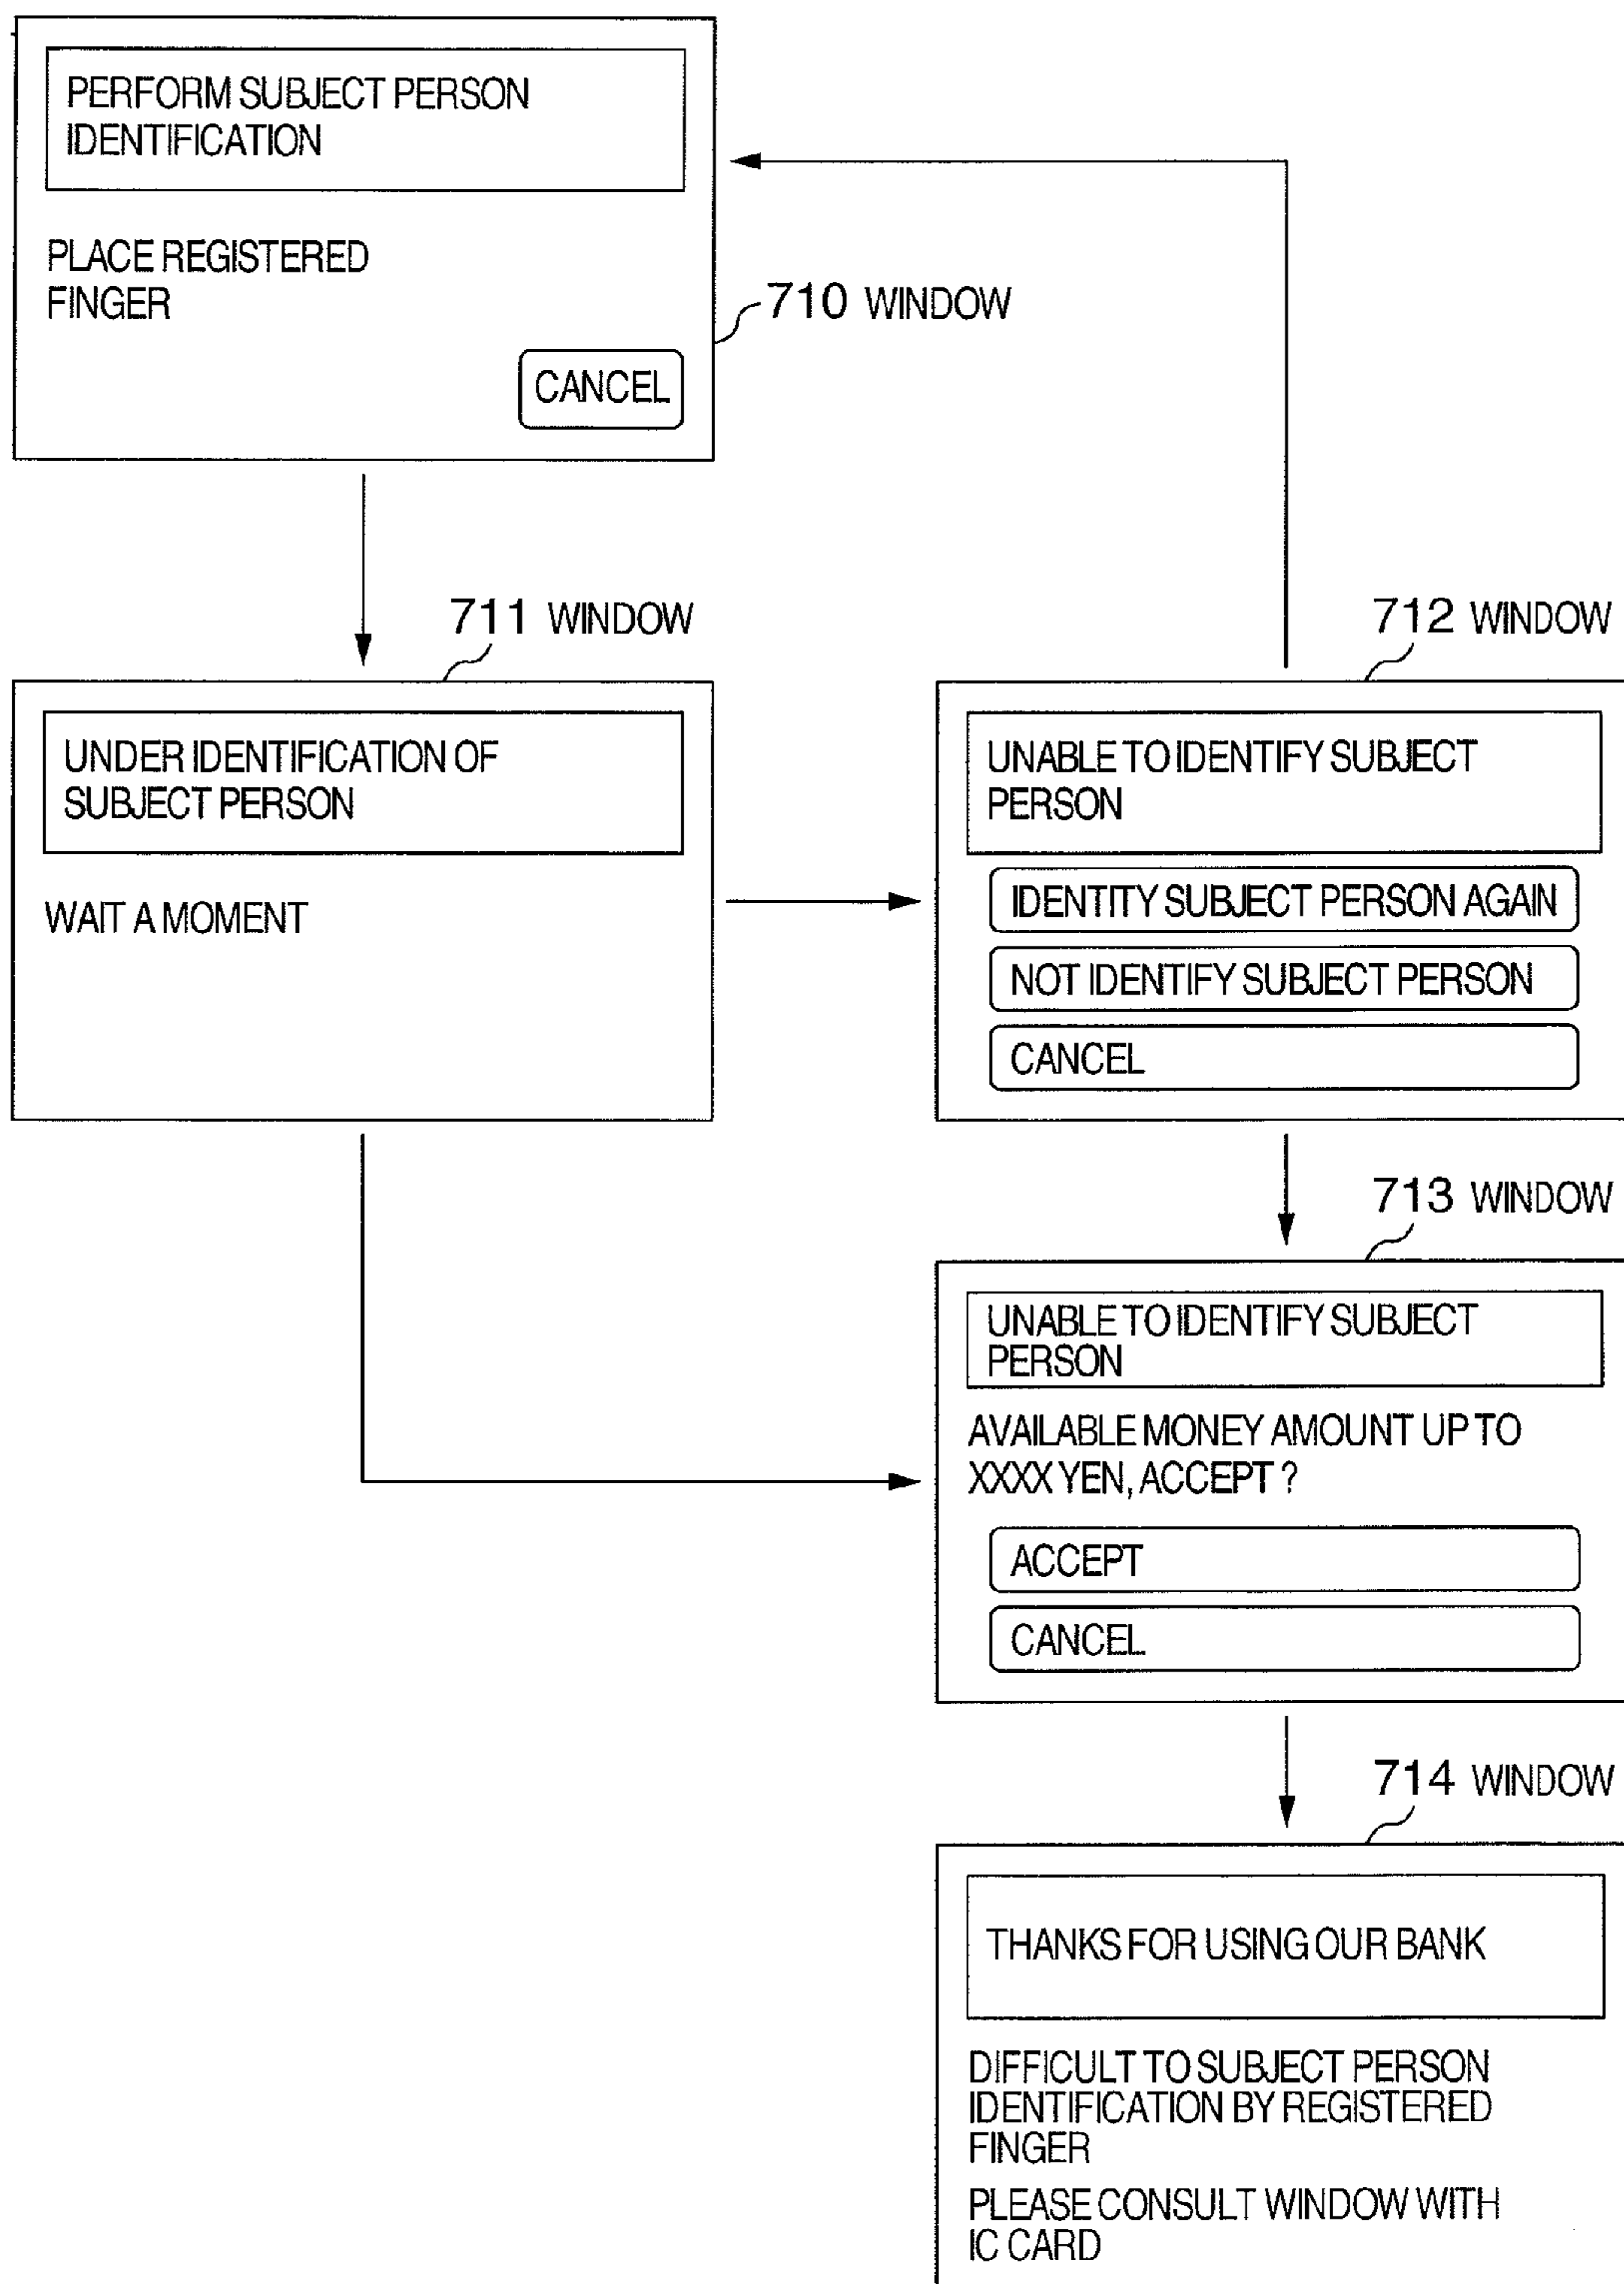 PERFORM SUBJECT PERSON
IDENTIFICATION
PLACE REGISTERED
FINGER
710 WINDOW
CANCEL
711 WINDOW
UNDER IDENTIFICATION OF
SUBJECT PERSON
WAIT A MOMENT
712 WINDOW
UNABLE TO IDENTIFY SUBJECT
PERSON
IDENTITY SUBJECT PERSON AGAIN
NOT IDENTIFY SUBJECT PERSON
CANCEL
713 WINDOW
UNABLE TO IDENTIFY SUBJECT
PERSON
AVAILABLE MONEY AMOUNT UP TO
XXXX YEN, ACCEPT ?
ACCEPT
CANCEL
714 WINDOW
THANKS FOR USING OUR BANK
DIFFICULT TO SUBJECT PERSON
IDENTIFICATION BY REGISTERED
FINGER
PLEASE CONSULT WINDOW WITH
IC CARD